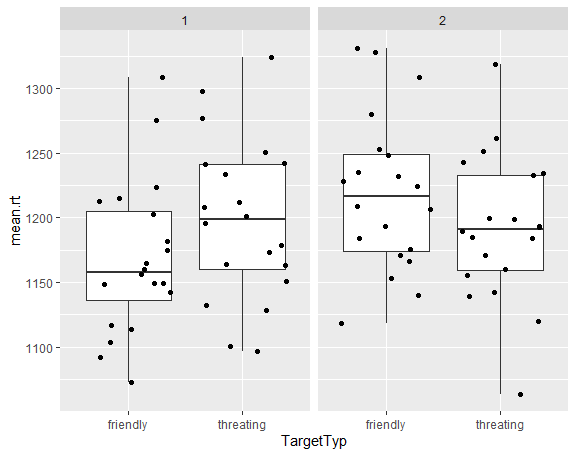 1 2
mean.rt
1300
1250
1200
1150
1100
friendly threating friendly threating
TargetTyp